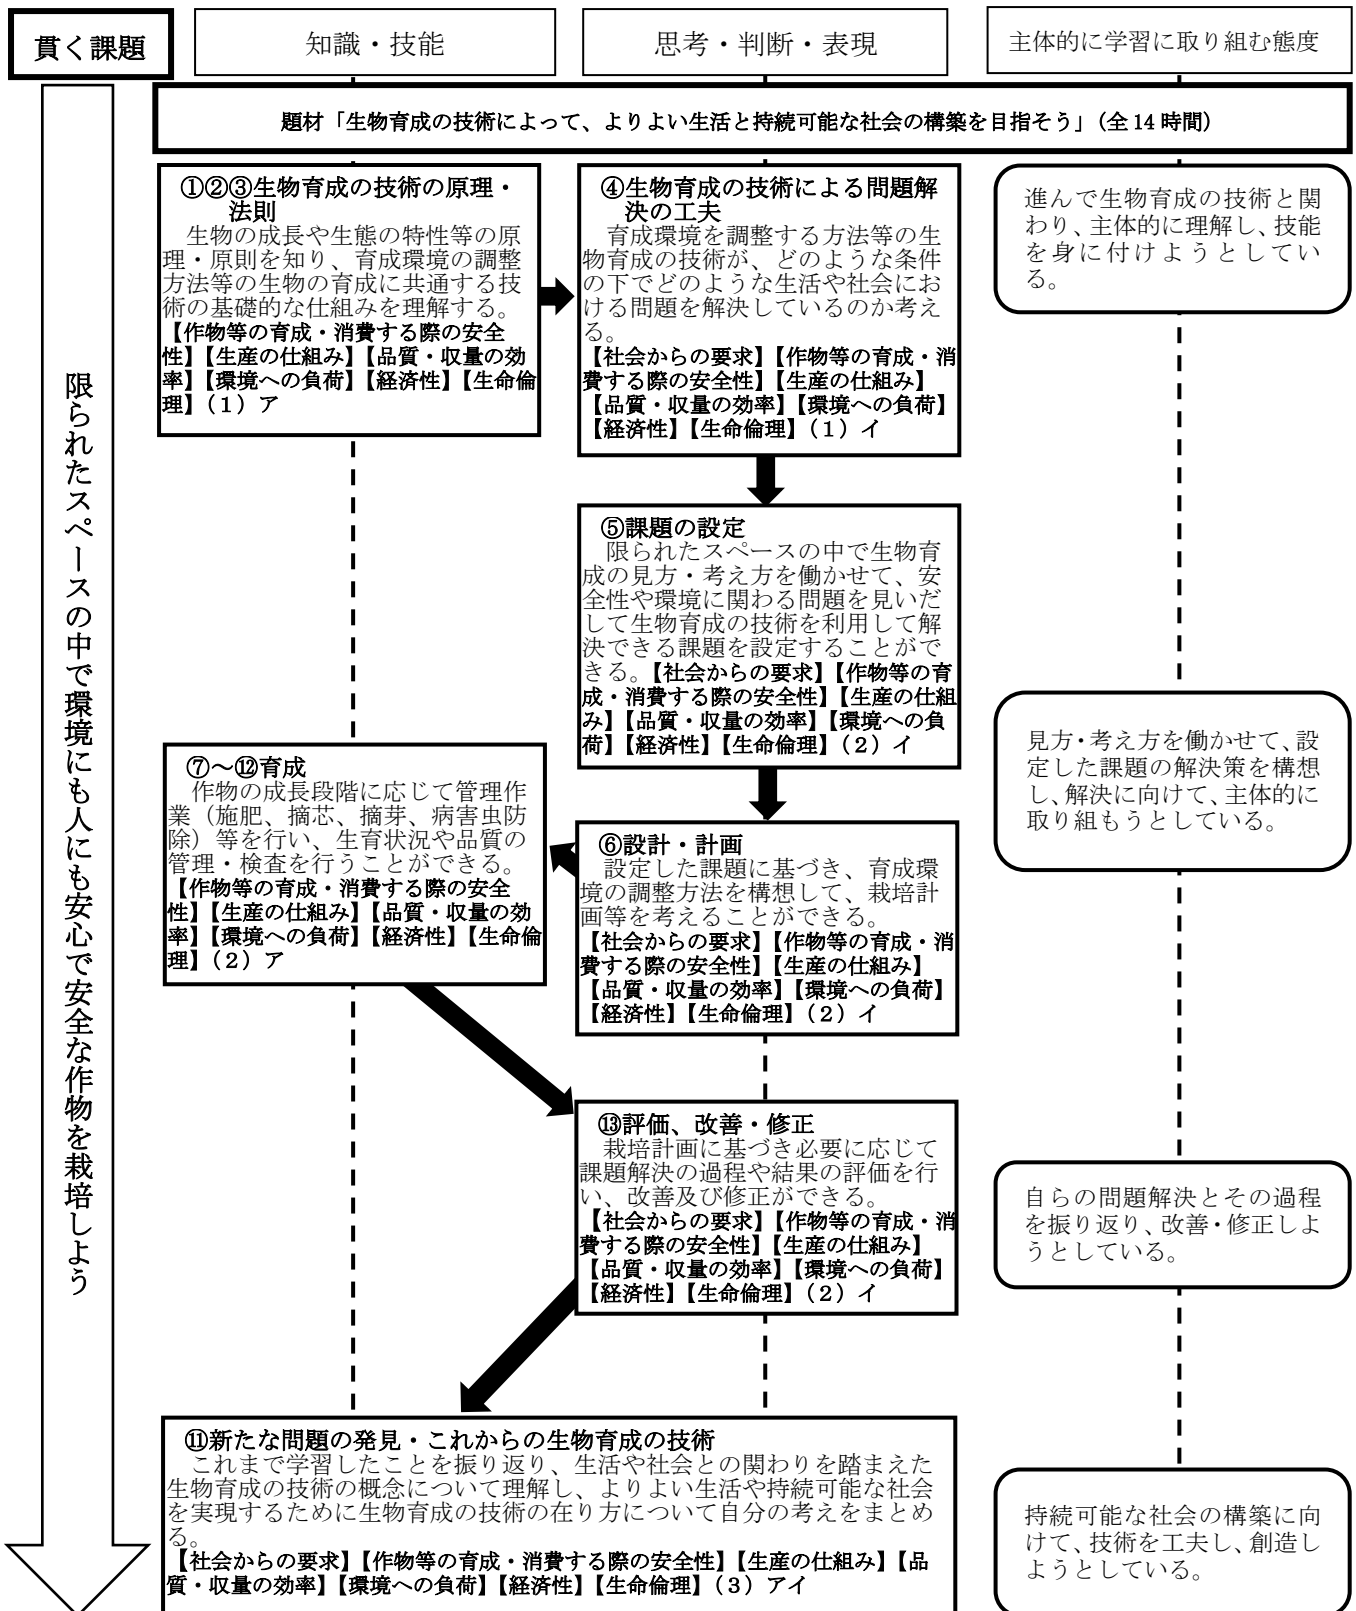 貫く課題
知識・技能
思考・判断・表現
主体的に学習に取り組む態度
題材「生物育成の技術によって、よりよい生活と持続可能な社会の構築を目指そう」（全14時間）
限られたスペースの中で環境にも人にも安心で安全な作物を栽培しよう
①②③生物育成の技術の原理・
法則
生物の成長や生態の特性等の原
理・原則を知り、育成環境の調整
方法等の生物の育成に共通する技
術の基礎的な仕組みを理解する。
【作物等の育成・消費する際の安全
性】【生産の仕組み】【品質・収量の効
率】【環境への負荷】【経済性】【生命倫
理】（１）ア
④生物育成の技術による問題解
決の工夫
育成環境を調整する方法等の生
物育成の技術が、どのような条件
の下でどのような生活や社会にお
ける問題を解決しているのか考え
る。
【社会からの要求】【作物等の育成・消
費する際の安全性】【生産の仕組み】
【品質・収量の効率】【環境への負荷】
【経済性】【生命倫理】（１）イ
進んで生物育成の技術と関
わり、主体的に理解し、技能
を身に付けようとしてい
る。
⑤課題の設定
限られたスペースの中で生物育
成の見方・考え方を働かせて、安
全性や環境に関わる問題を見いだ
して生物育成の技術を利用して解
決できる課題を設定することがで
きる。【社会からの要求】【作物等の育
成・消費する際の安全性】【生産の仕組
み】【品質・収量の効率】【環境への負
荷】【経済性】【生命倫理】（２）イ
見方・考え方を働かせて、設
定した課題の解決策を構想
し、解決に向けて、主体的に
取り組もうとしている。
⑥設計・計画
設定した課題に基づき、育成環
境の調整方法を構想して、栽培計
画等を考えることができる。
【社会からの要求】【作物等の育成・消
費する際の安全性】【生産の仕組み】
【品質・収量の効率】【環境への負荷】
【経済性】【生命倫理】（２）イ
⑦～⑫育成
作物の成長段階に応じて管理作
業（施肥、摘芯、摘芽、病害虫防
除）等を行い、生育状況や品質の
管理・検査を行うことができる。
【作物等の育成・消費する際の安全
性】【生産の仕組み】【品質・収量の効
率】【環境への負荷】【経済性】【生命倫
理】（２）ア
⑬評価、改善・修正
栽培計画に基づき必要に応じて
課題解決の過程や結果の評価を行
い、改善及び修正ができる。
【社会からの要求】【作物等の育成・消
費する際の安全性】【生産の仕組み】
【品質・収量の効率】【環境への負荷】
【経済性】【生命倫理】（２）イ
自らの問題解決とその過程
を振り返り、改善・修正しよ
うとしている。
⑪新たな問題の発見・これからの生物育成の技術
これまで学習したことを振り返り、生活や社会との関わりを踏まえた
生物育成の技術の概念について理解し、よりよい生活や持続可能な社会
を実現するために生物育成の技術の在り方について自分の考えをまとめ
る。
【社会からの要求】【作物等の育成・消費する際の安全性】【生産の仕組み】【品
質・収量の効率】【環境への負荷】【経済性】【生命倫理】（３）アイ
持続可能な社会の構築に向
けて、技術を工夫し、創造し
ようとしている。